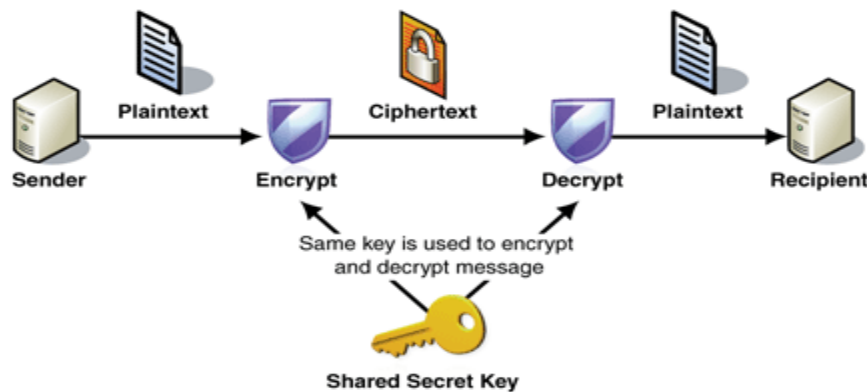 Plaintext
Ciphertext
Plaintext
Sender
Encrypt
Decrypt
Recipient
Same key is used to encrypt
and decrypt message
Shared Secret Key